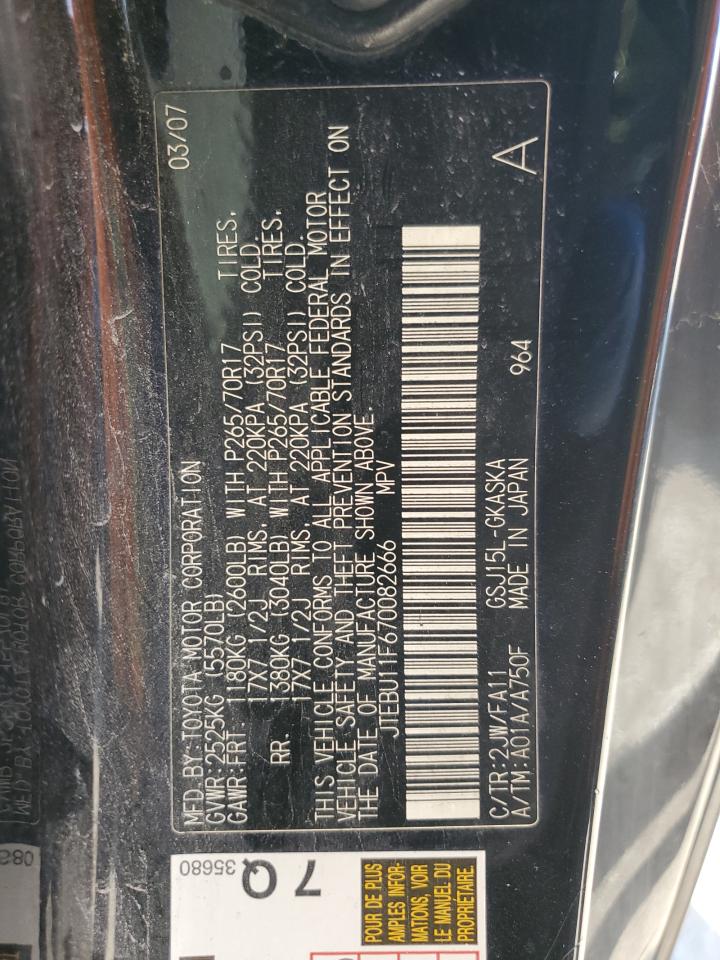 MFD.BY:TOYOTA MOTOR CORPORATION 03/07
GVWR:2525KG (5570LB)
GAWR:FRT. 1180KG (2600LB) WITH P265/70R17 TIRES,
17X7 1/2J RIMS, AT 220KPA (32PSI) COLD.
RR. 1380KG (3040LB) WITH P265/70R17 TIRES,
17X7 1/2J RIMS, AT 220KPA (32PSI) COLD.
THIS VEHICLE CONFORMS TO ALL APPLICABLE FEDERAL MOTOR
VEHICLE SAFETY AND THEFT PREVENTION STANDARDS IN EFFECT ON
THE DATE OF MANUFACTURE SHOWN ABOVE.
JTEBU11F670082666 MPV
C/TR:2JW/FA11 GSJ15L-GKASKA
A/TM:A01A/A750F MADE IN JAPAN 964 A
35680
7Q
POUR DE PLUS
AMPLES INFOR-
MATIONS, VOIR
LE MANUEL DU
PROPRIÉTAIRE